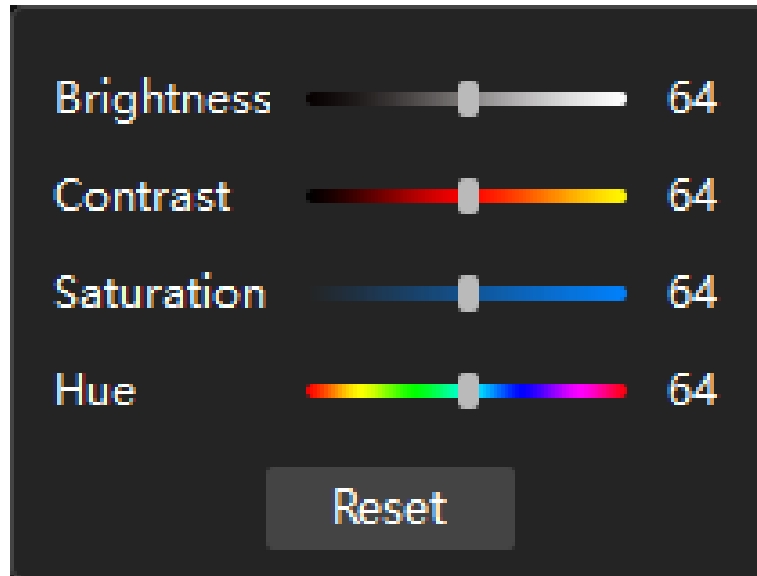 Brightness 64
Contrast 64
Saturation 64
Hue 64
Reset